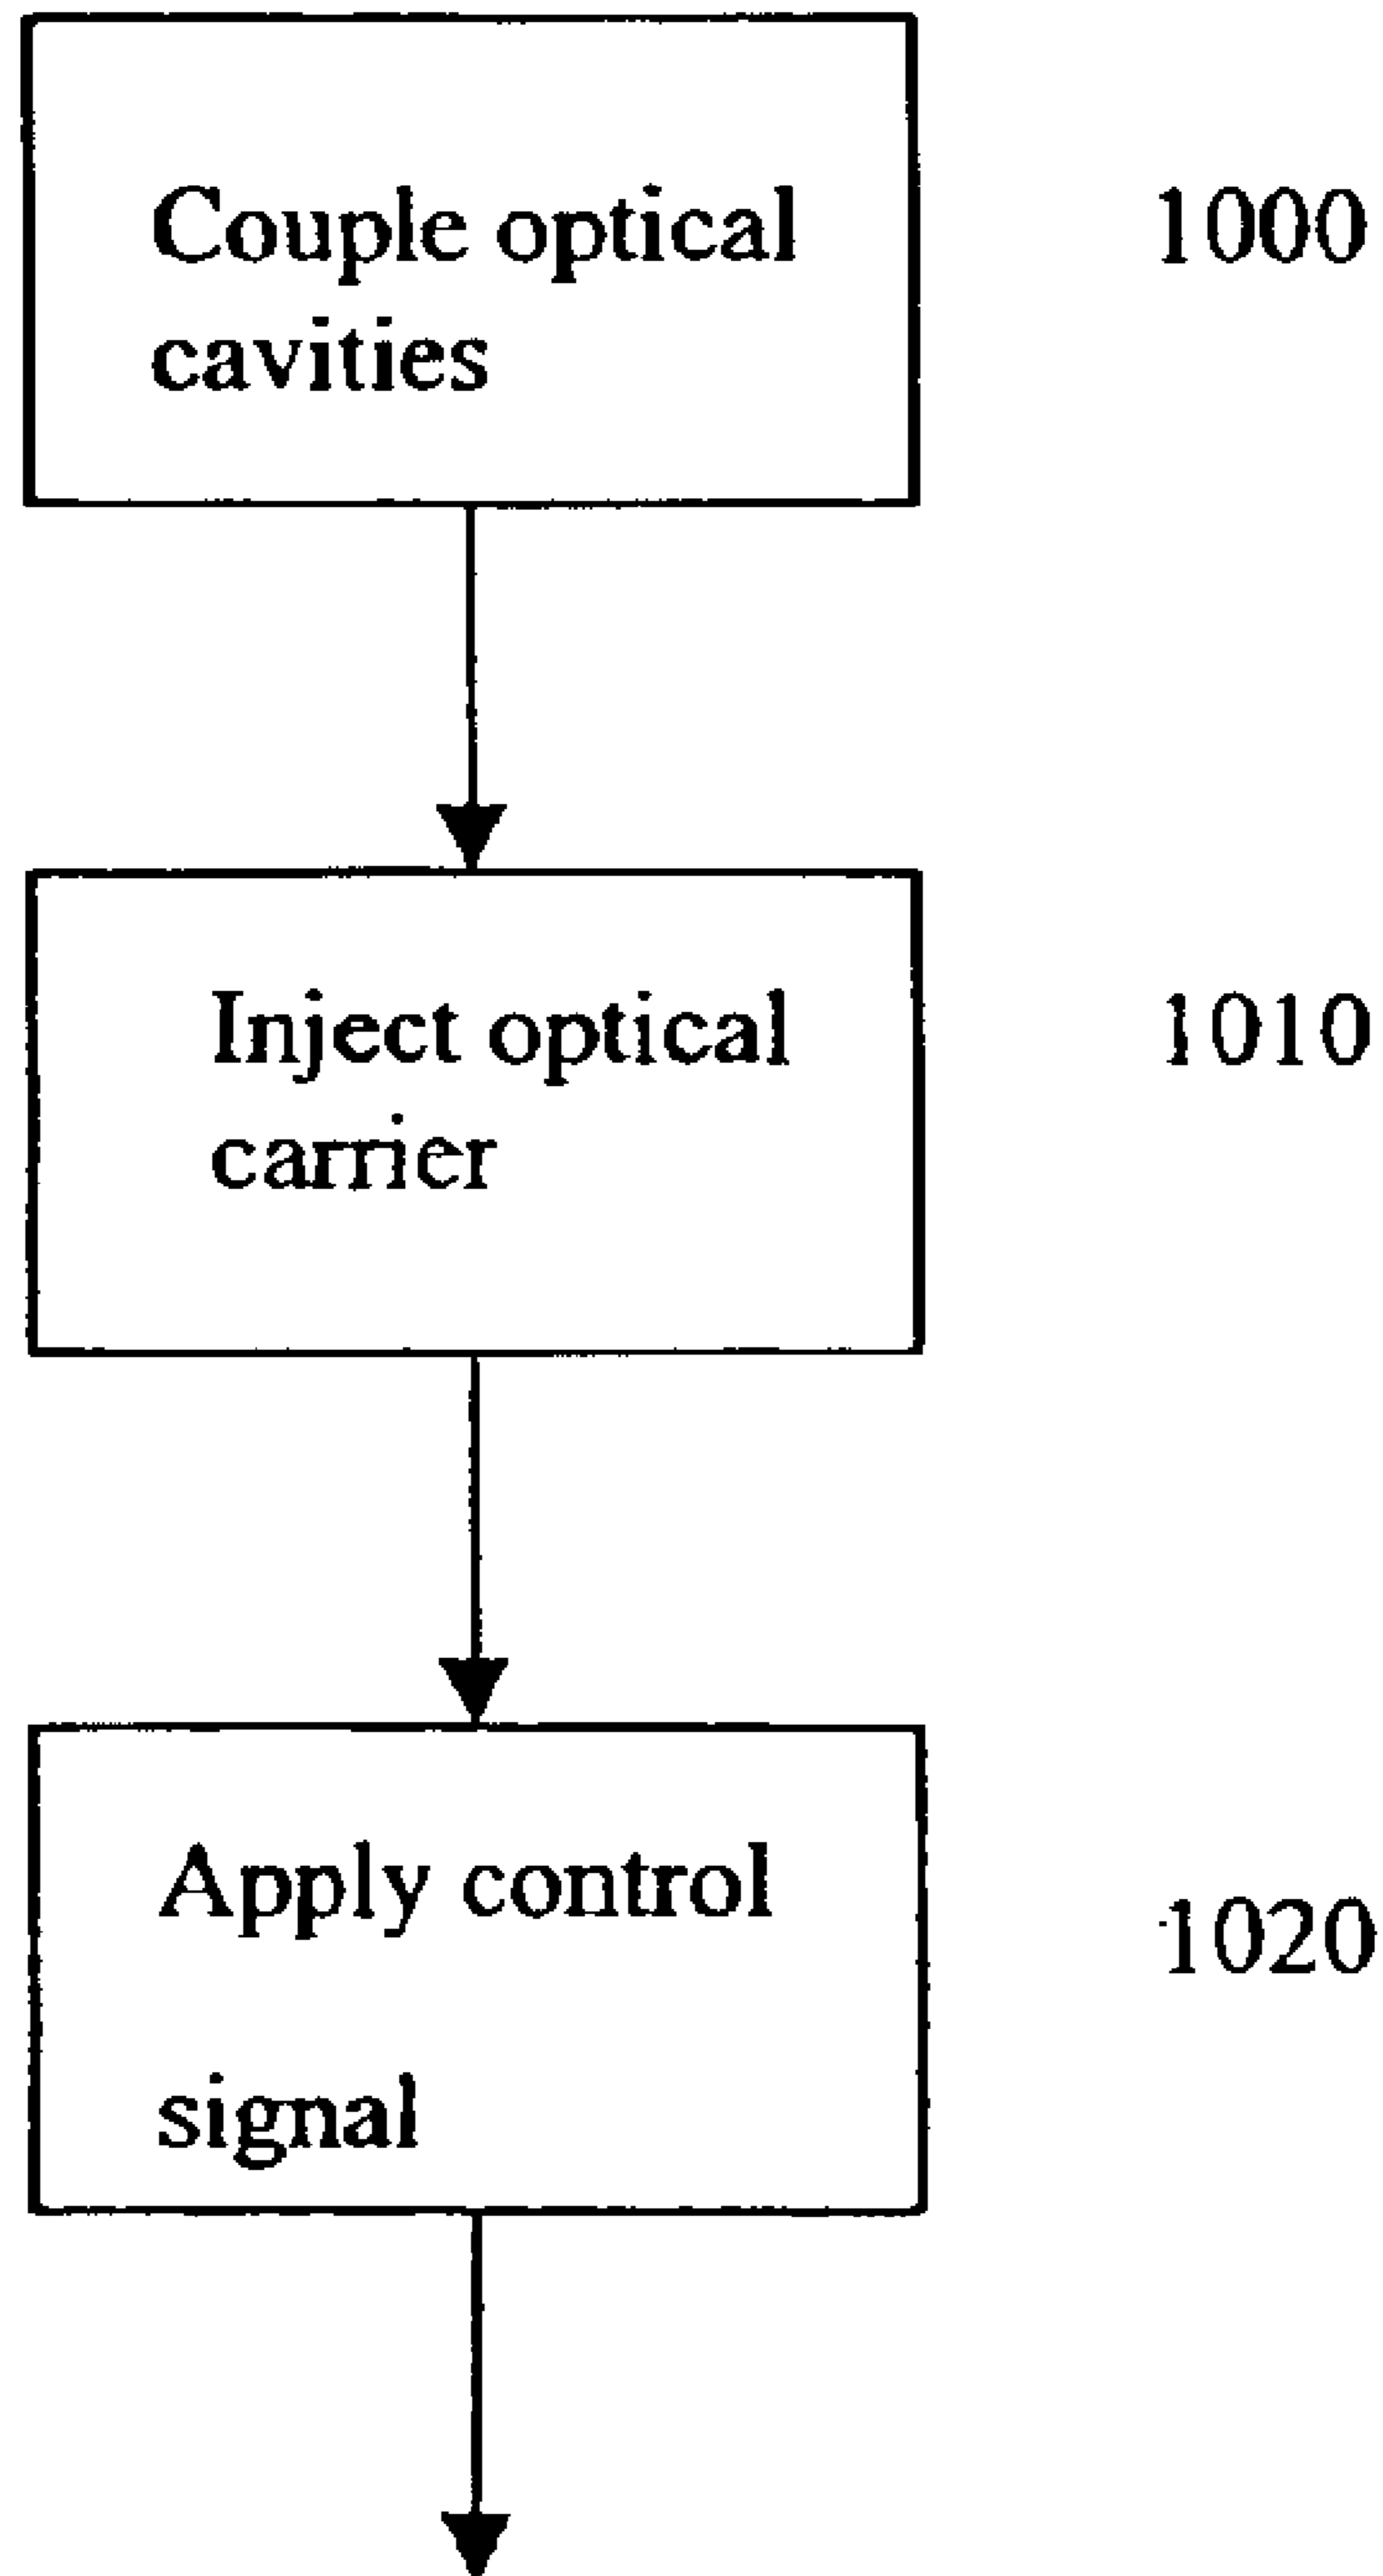 Couple optical
cavities
1000
Inject optical
carrier
1010
Apply control
signal
1020